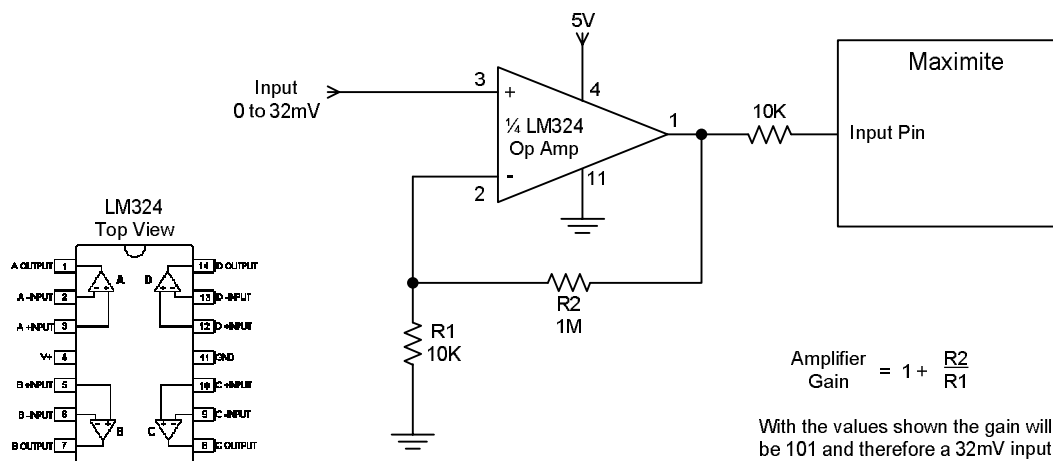 5V
Maximite
Input
0 to 32mV
3
+
4
¼ LM324
Op Amp
1
10K
Input Pin
-
2
11
LM324
Top View
A OUTPUT 1
14 D OUTPUT
A
D
A -INPUT 2
13 D -INPUT
A +INPUT 3
12 D +INPUT
V+ 4
11 GND
B +INPUT 5
10 C +INPUT
B -INPUT 6
9 C -INPUT
B
C
B OUTPUT 7
8 C OUTPUT
R2
1M
R1
10K
Amplifier
Gain
= 1 + R2
R1
With the values shown the gain will
be 101 and therefore a 32mV input